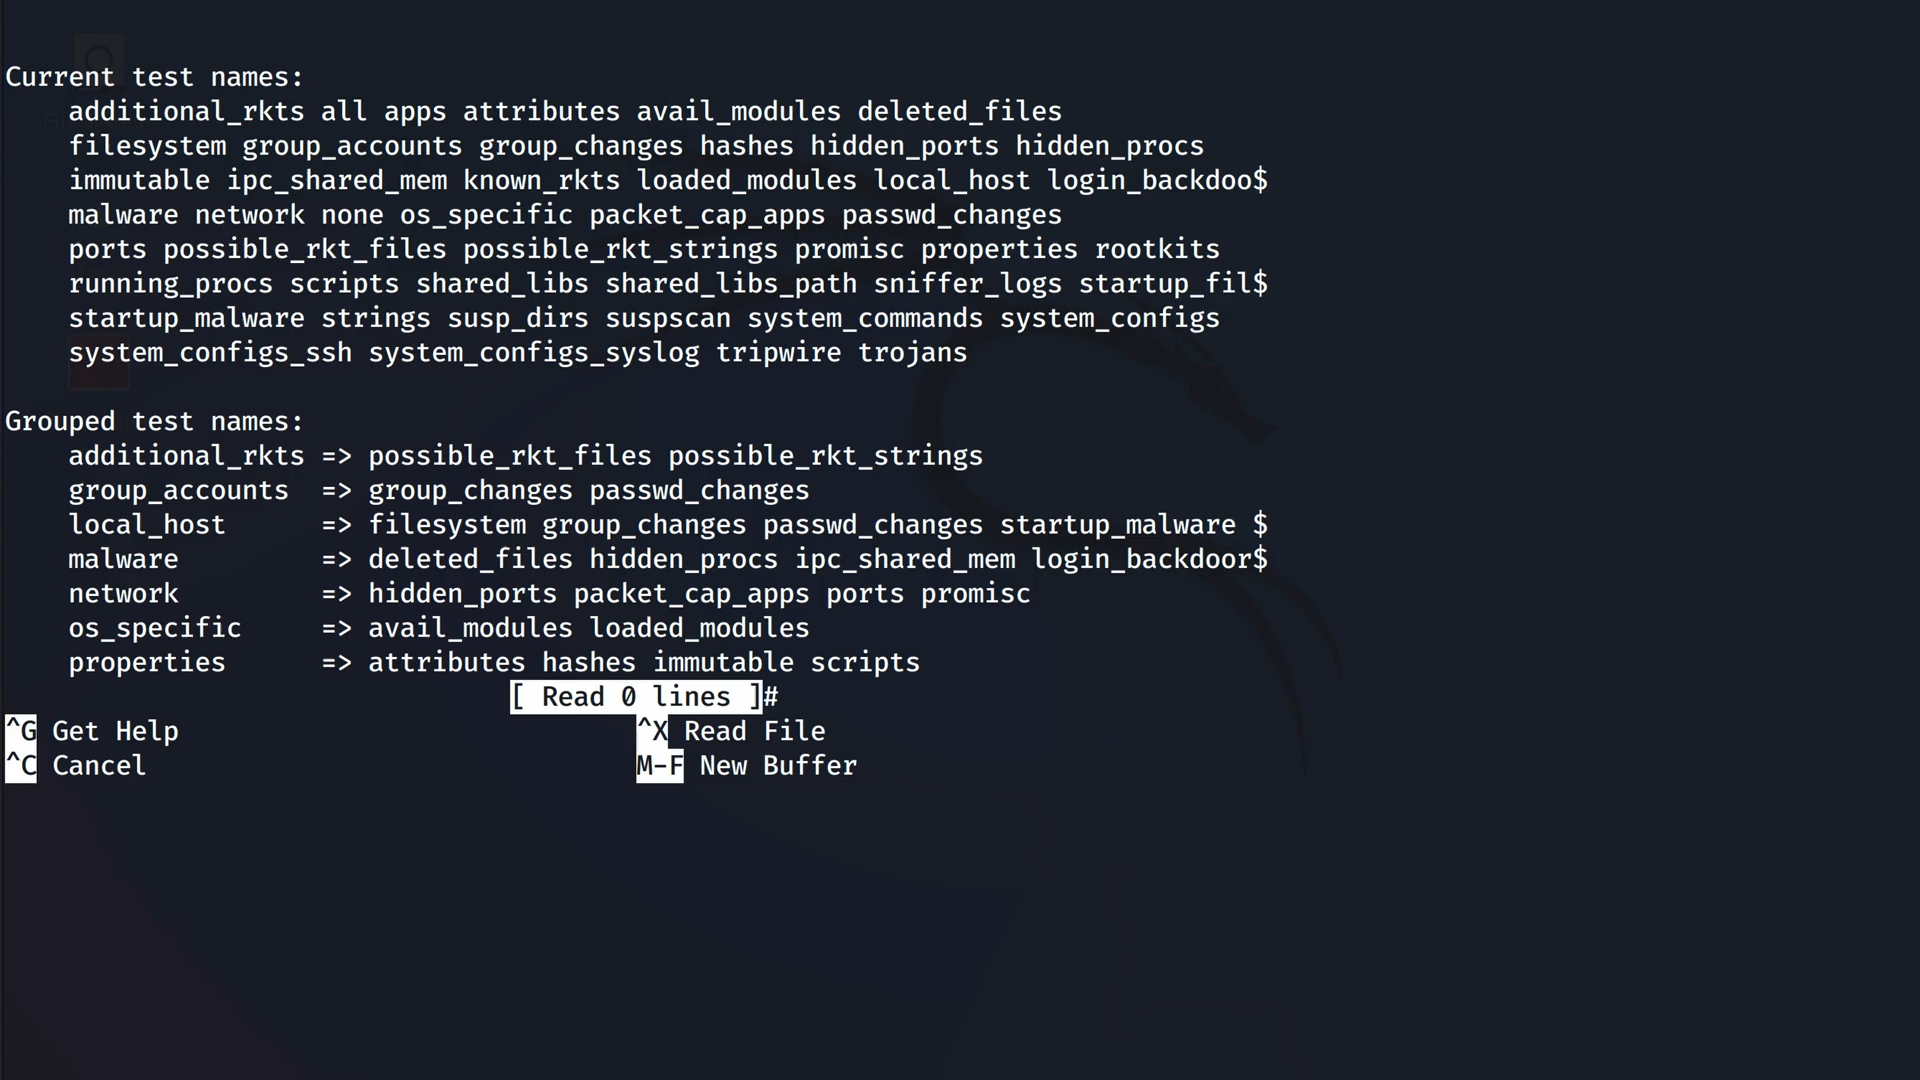 Current test names:
additional_rkts all apps attributes avail_modules deleted_files
filesystem group_accounts group_changes hashes hidden_ports hidden_procs
immutable ipc_shared_mem known_rkts loaded_modules local_host login_backdoo$
malware network none os_specific packet_cap_apps passwd_changes
ports possible_rkt_files possible_rkt_strings promisc properties rootkits
running_procs scripts shared_libs shared_libs_path sniffer_logs startup_fil$
startup_malware strings susp_dirs suspscan system_commands system_configs
system_configs_ssh system_configs_syslog tripwire trojans
Grouped test names:
additional_rkts => possible_rkt_files possible_rkt_strings
group_accounts => group_changes passwd_changes
local_host => filesystem group_changes passwd_changes startup_malware $
malware => deleted_files hidden_procs ipc_shared_mem login_backdoor$
network => hidden_ports packet_cap_apps ports promisc
os_specific => avail_modules loaded_modules
properties => attributes hashes immutable scripts
[ Read 0 lines ]#
^G Get Help ^X Read File
^C Cancel M-F New Buffer